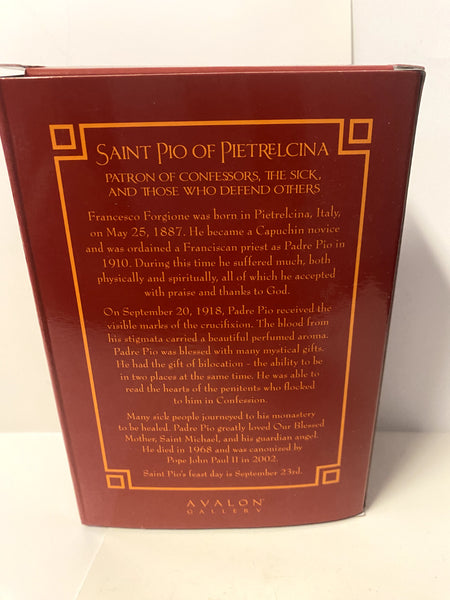 SAINT PIO OF PIETRELCINA
PATRON OF CONFESSORS, THE SICK,
AND THOSE WHO DEFEND OTHERS
Francesco Forgione was born in Pietrelcina, Italy,
on May 25, 1887. He became a Capuchin novice
and was ordained a Franciscan priest as Padre Pio in
1910. During this time he suffered much, both
physically and spiritually, all of which he accepted
with praise and thanks to God.
On September 20, 1918, Padre Pio received the
visible marks of the crucifixion. The blood from
his stigmata carried a beautiful perfumed aroma.
Padre Pio was blessed with many mystical gifts.
He had the gift of bilocation - the ability to be
in two places at the same time. He was able to
read the hearts of the penitents who flocked
to him in Confession.
Many sick people journeyed to his monastery
to be healed. Padre Pio greatly loved Our Blessed
Mother, Saint Michael, and his guardian angel.
He died in 1968 and was canonized by
Pope John Paul II in 2002.
Saint Pio's feast day is September 23rd.
AVALON
GALLERY